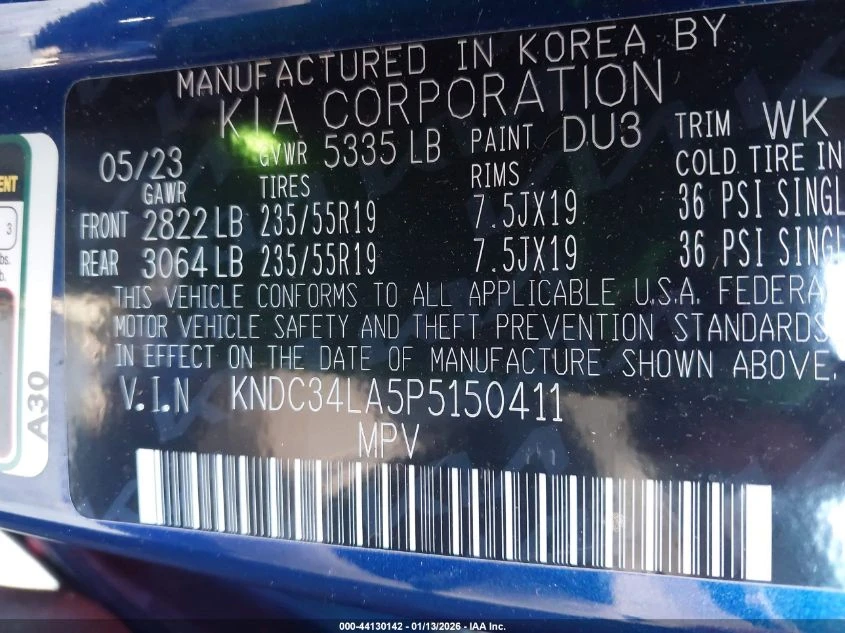 MANUFACTURED IN KOREA BY
KIA CORPORATION
05/23 GVWR 5335 LB PAINT DU3 TRIM WK
GAWR TIRES RIMS COLD TIRE IN
FRONT 2822 LB 235/55R19 7.5JX19 36 PSI SINGL
REAR 3064 LB 235/55R19 7.5JX19 36 PSI SINGL
THIS VEHICLE CONFORMS TO ALL APPLICABLE U.S.A. FEDERA
MOTOR VEHICLE SAFETY AND THEFT PREVENTION STANDARDS
IN EFFECT ON THE DATE OF MANUFACTURE SHOWN ABOVE.
V.I.N KNDC34LA5P5150411
MPV
ENT
3
bs.
b.
A30
000-44130142 - 01/13/2026 - IAA Inc.